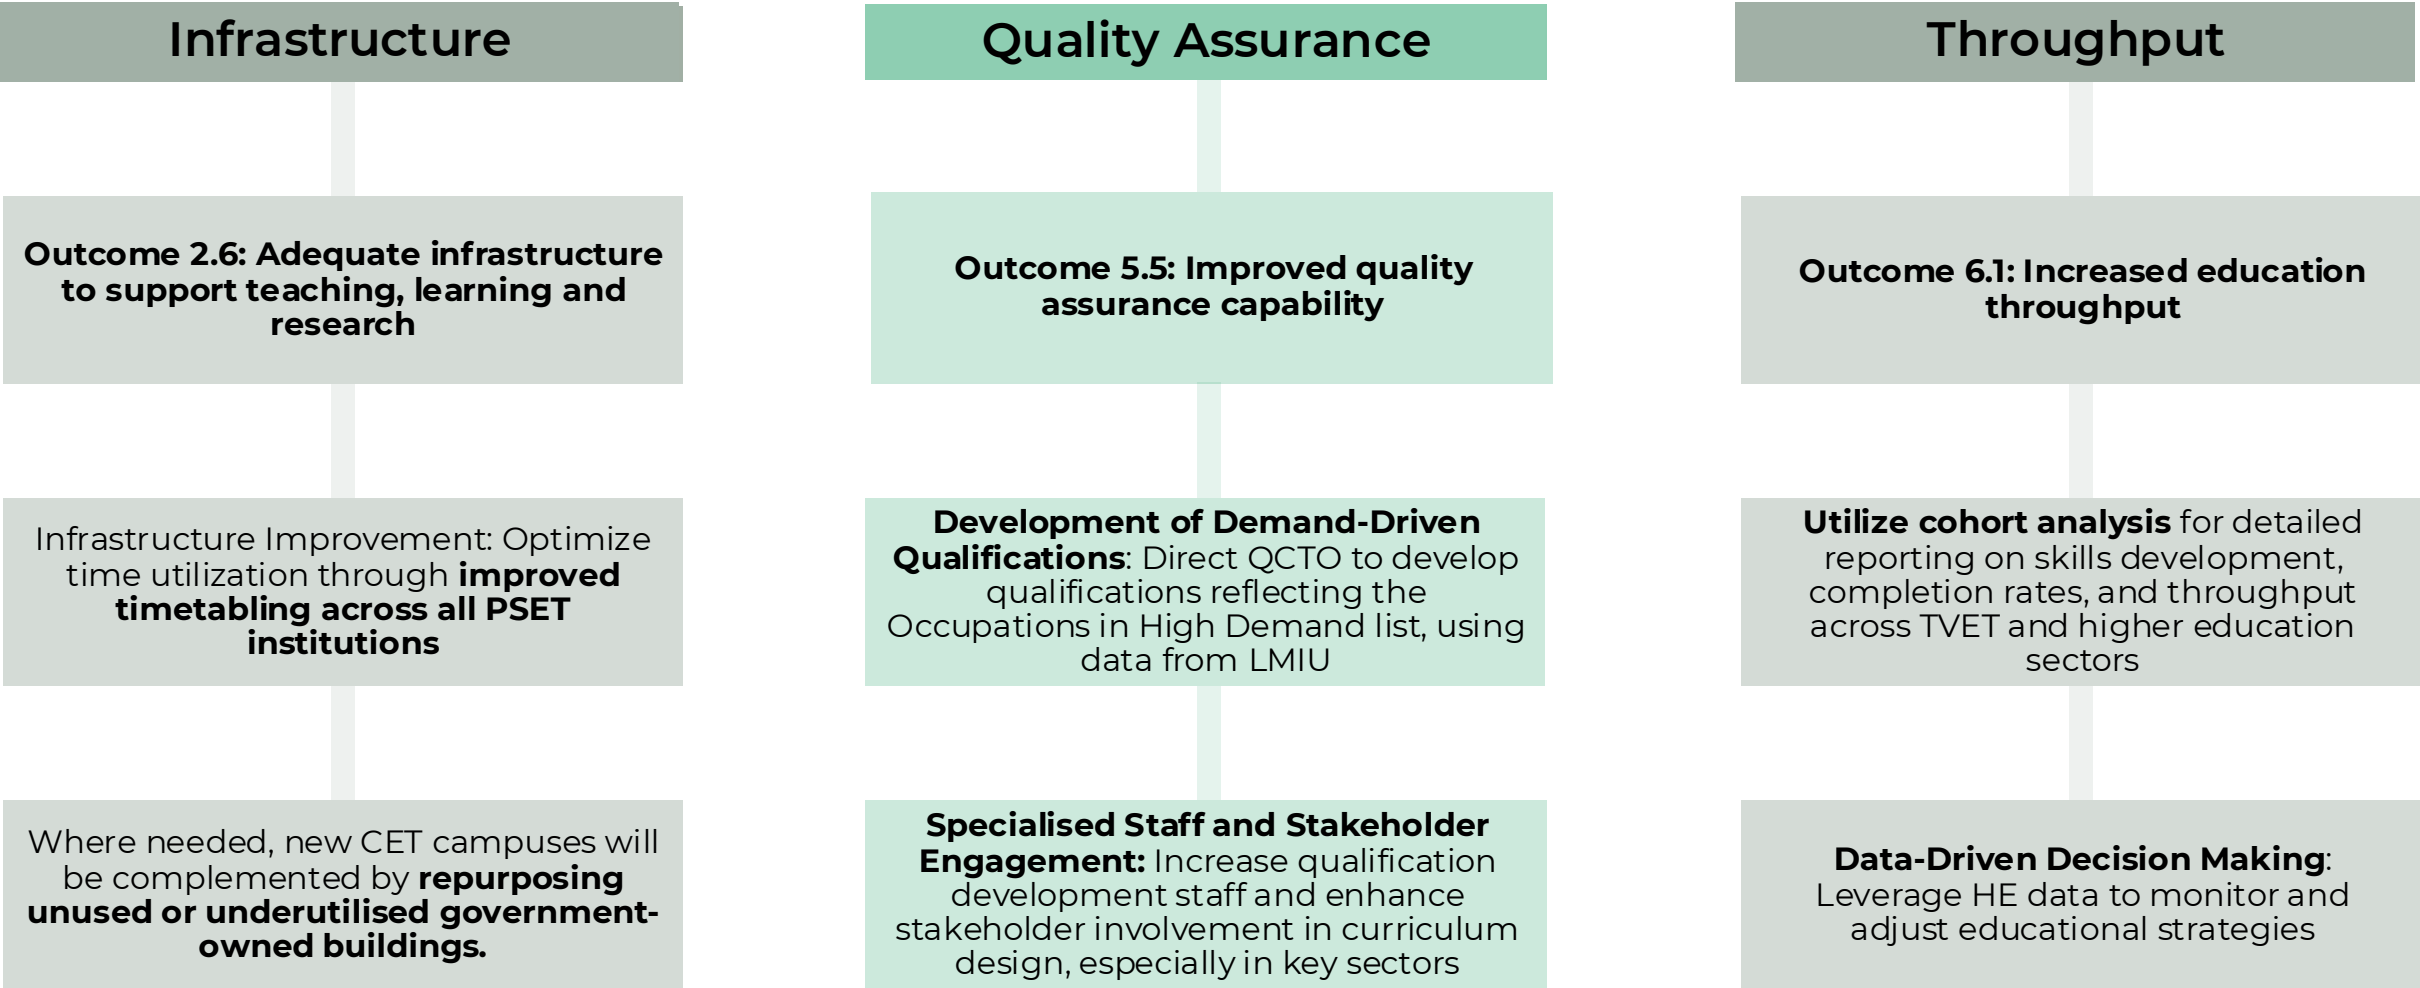 Infrastructure
Outcome 2.6: Adequate infrastructure
to support teaching, learning and
research
Infrastructure Improvement: Optimize
time utilization through improved
timetabling across all PSET
institutions
Where needed, new CET campuses will
be complemented by repurposing
unused or underutilised government-
owned buildings.
Quality Assurance
Outcome 5.5: Improved quality
assurance capability
Development of Demand-Driven
Qualifications: Direct QCTO to develop
qualifications reflecting the
Occupations in High Demand list, using
data from LMIU
Specialised Staff and Stakeholder
Engagement: Increase qualification
development staff and enhance
stakeholder involvement in curriculum
design, especially in key sectors
Throughput
Outcome 6.1: Increased education
throughput
Utilize cohort analysis for detailed
reporting on skills development,
completion rates, and throughput
across TVET and higher education
sectors
Data-Driven Decision Making:
Leverage HE data to monitor and
adjust educational strategies